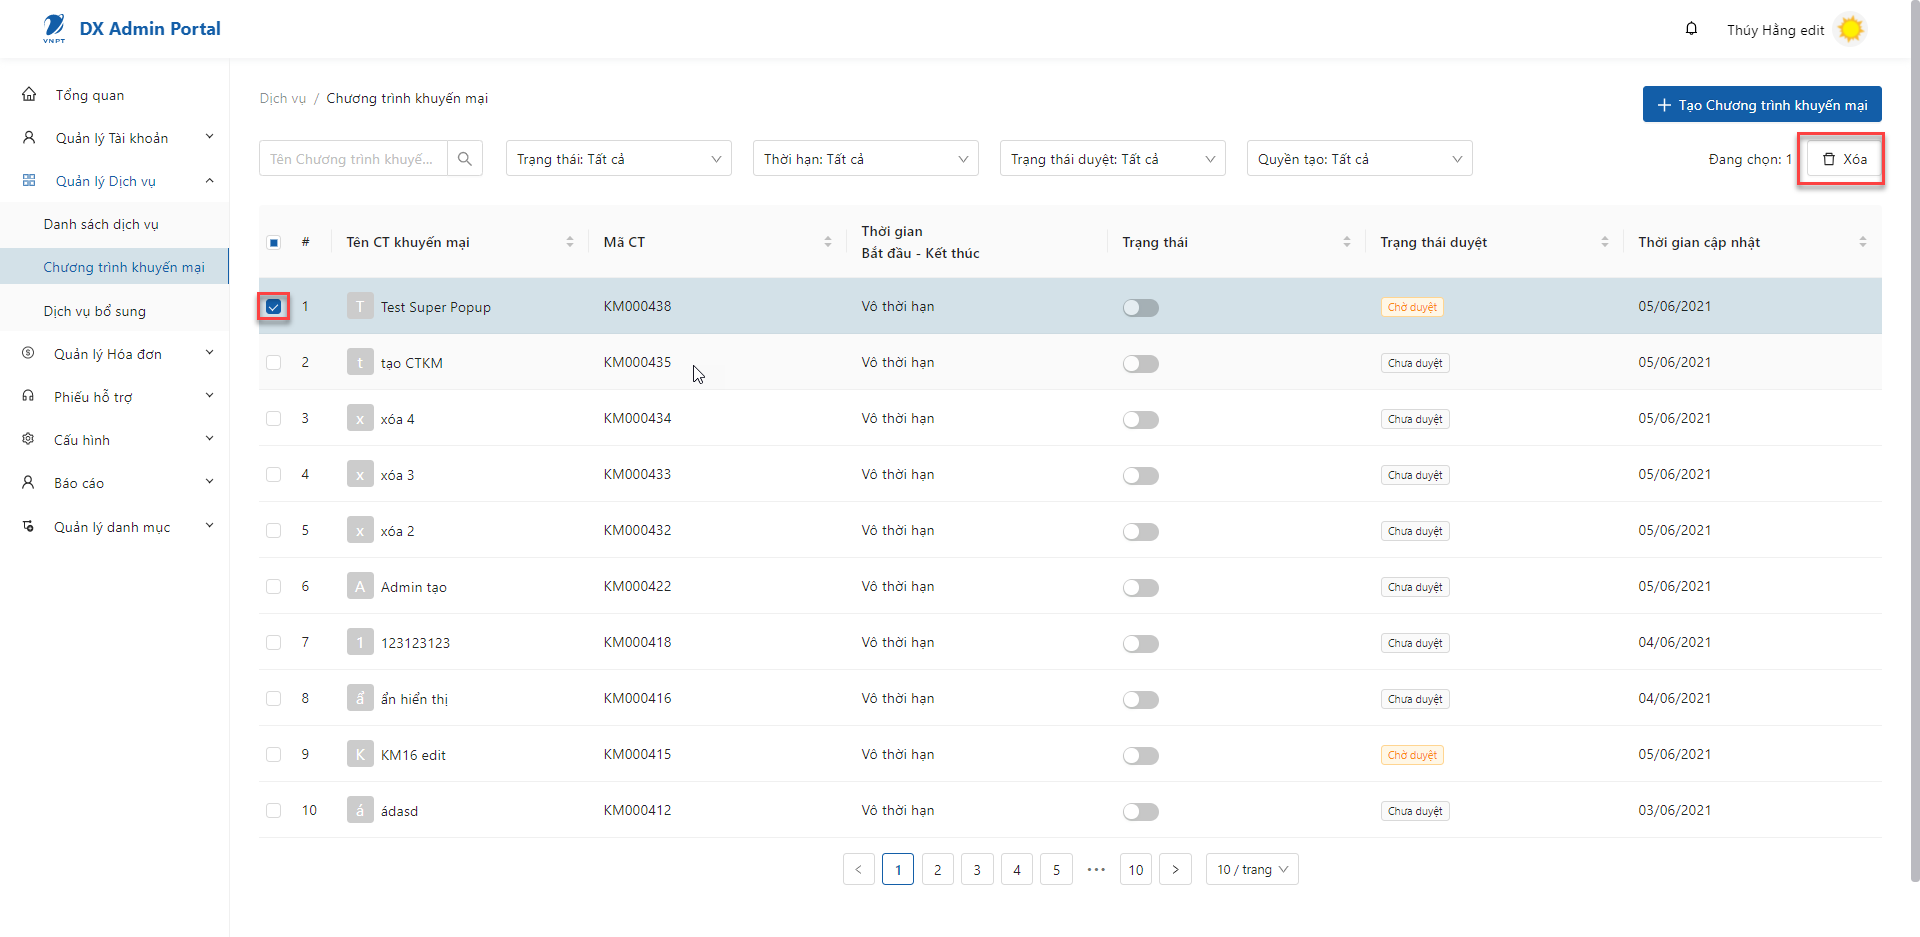 VNPT
DX Admin Portal
Thúy Hằng edit
Tổng quan
Quản lý Tài khoản
Quản lý Dịch vụ
Danh sách dịch vụ
Chương trình khuyến mại
Dịch vụ bổ sung
Quản lý Hóa đơn
Phiếu hỗ trợ
Cấu hình
Báo cáo
Quản lý danh mục
Dịch vụ / Chương trình khuyến mại
+ Tạo Chương trình khuyến mại
Tên Chương trình khuyế... Trạng thái: Tất cả Thời hạn: Tất cả Trạng thái duyệt: Tất cả Quyền tạo: Tất cả Đang chọn: 1 Xóa
# Tên CT khuyến mại Mã CT Thời gian Bắt đầu - Kết thúc Trạng thái Trạng thái duyệt Thời gian cập nhật
1 T Test Super Popup KM000438 Vô thời hạn Chờ duyệt 05/06/2021
2 t tạo CTKM KM000435 Vô thời hạn Chưa duyệt 05/06/2021
3 x xóa 4 KM000434 Vô thời hạn Chưa duyệt 05/06/2021
4 x xóa 3 KM000433 Vô thời hạn Chưa duyệt 05/06/2021
5 x xóa 2 KM000432 Vô thời hạn Chưa duyệt 05/06/2021
6 A Admin tạo KM000422 Vô thời hạn Chưa duyệt 05/06/2021
7 1 123123123 KM000418 Vô thời hạn Chưa duyệt 04/06/2021
8 ẩ ẩn hiển thị KM000416 Vô thời hạn Chưa duyệt 04/06/2021
9 K KM16 edit KM000415 Vô thời hạn Chờ duyệt 05/06/2021
10 á ádasd KM000412 Vô thời hạn Chưa duyệt 03/06/2021
< 1 2 3 4 5 ••• 10 > 10 / trang